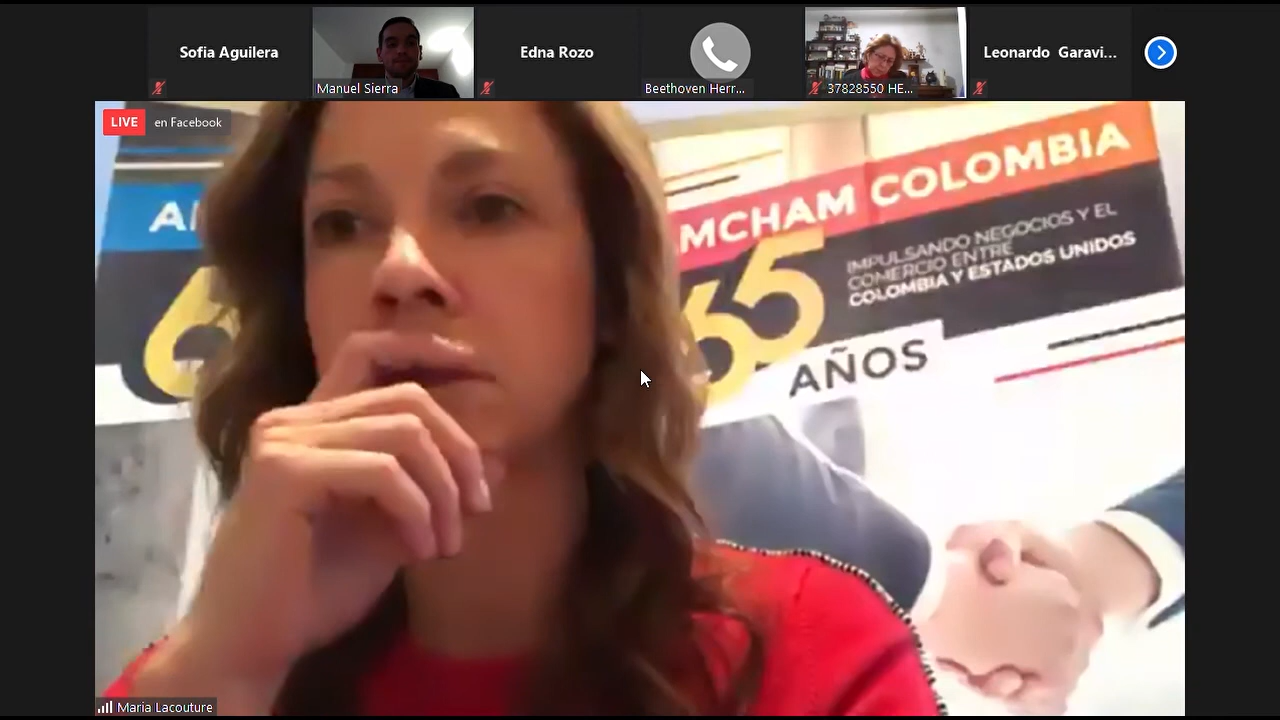 Sofia Aguilera
Manuel Sierra
Edna Rozo
Beethoven Herr...
37828550 HE...
Leonardo Garavi...
LIVE en Facebook
AMCHAM COLOMBIA
65
AÑOS
IMPULSANDO NEGOCIOS Y EL
COMERCIO ENTRE
COLOMBIA Y ESTADOS UNIDOS
Maria Lacouture